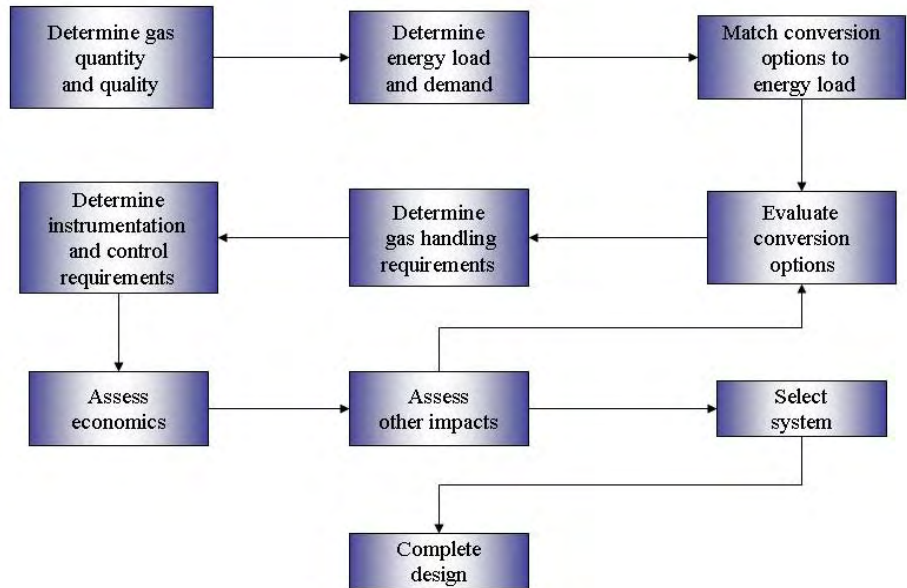 Determine gas
quantity
and quality
Determine
energy load
and demand
Match conversion
options to
energy load
Evaluate
conversion
options
Determine
gas handling
requirements
Determine
instrumentation
and control
requirements
Assess
economics
Assess
other impacts
Select
system
Complete
design